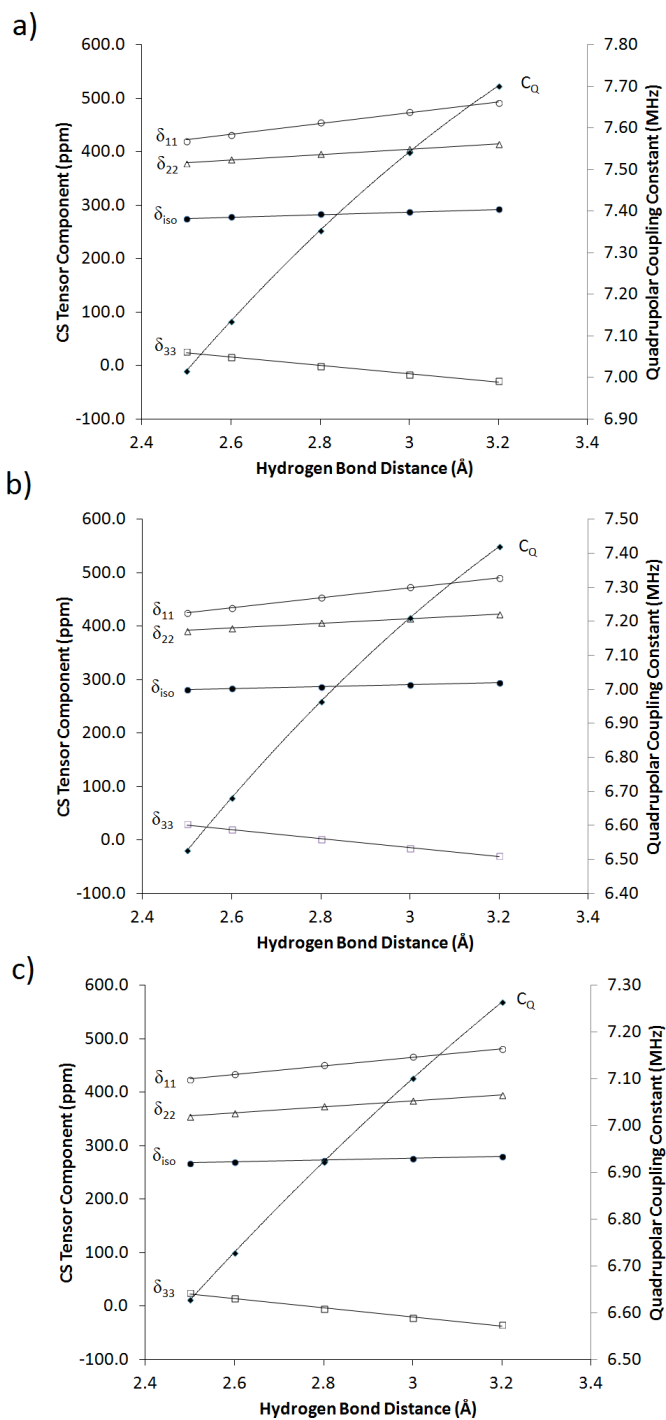 a)
600.0
500.0
400.0
300.0
200.0
100.0
0.0
-100.0
CS Tensor Component (ppm)
δ11
δ22
δiso
δ33
CQ
7.80
7.70
7.60
7.50
7.40
7.30
7.20
7.10
7.00
6.90
Quadrupolar Coupling Constant (MHz)
2.4 2.6 2.8 3 3.2 3.4
Hydrogen Bond Distance (Å)
b)
600.0
500.0
400.0
300.0
200.0
100.0
0.0
-100.0
CS Tensor Component (ppm)
δ11
δ22
δiso
δ33
CQ
7.50
7.40
7.30
7.20
7.10
7.00
6.90
6.80
6.70
6.60
6.50
6.40
Quadrupolar Coupling Constant (MHz)
2.4 2.6 2.8 3 3.2 3.4
Hydrogen Bond Distance (Å)
c)
600.0
500.0
400.0
300.0
200.0
100.0
0.0
-100.0
CS Tensor Component (ppm)
δ11
δ22
δiso
δ33
CQ
7.30
7.20
7.10
7.00
6.90
6.80
6.70
6.60
6.50
Quadrupolar Coupling Constant (MHz)
2.4 2.6 2.8 3 3.2 3.4
Hydrogen Bond Distance (Å)